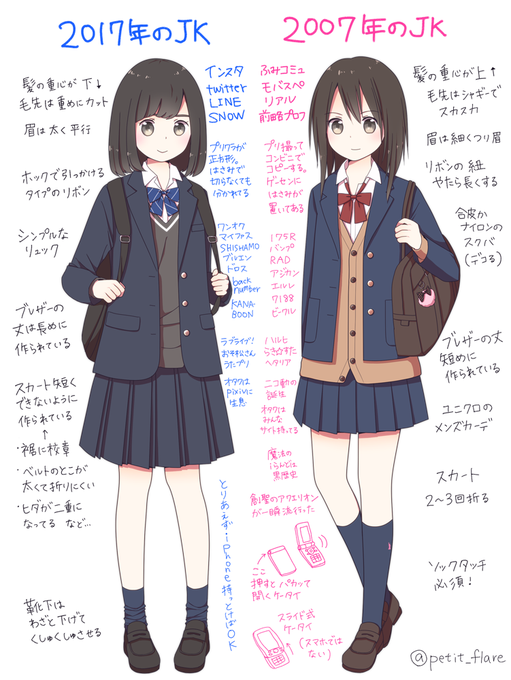 2017年のJK
2007年のJK
髪の重心が 下↓
毛先は重めにカット
眉は太く平行
ホックで引っかける
タイプのリボン
シンプルな
リュック
ブレザーの
丈は長めに
作られている
スカート短く
できないように
作られている
↑
・裾に校章
・ベルトのとこが
太くて折りにくい
・ヒダが二重に
なってる など…
靴下は
わざと下げて
くしゅくしゅさせる
インスタ
twitter
LINE
SNOW
プリクラが
正方形。
はさみで
切らなくても
分かれてる
ワンオク
マイファス
SHISHAMO
ブルエン
ドロス
back
number
KANA-
BOON
ラブライブ!
おそ松さん
うたプリ
オタクは
pixivに
生息
とりあえずiPhone持っとけばOK
ふみコミュ
モバスペ
リアル
前略プロフ
プリ撮って
コンビニで
コピーする。
ゲーセンに
はさみが
置いてある
175R
バンプ
RAD
アジカン
エルレ
ビークル
ハルヒ
らき☆すた
ヘタリア
ニコ動の
誕生
オタクは
みんな
サイト持ってる
魔法の
iらんどは
黒歴史
創聖のアクエリオン
が一瞬流行った
ここ
押すとパカって
開くケータイ
スライド式
ケータイ
(スマホでは
ない)
髪の重心が上↑
毛先はシャギーで
スカスカ
眉は細くつり眉
リボンの紐
やたら長くする
合皮か
ナイロンの
スクバ
(デコる)
ブレザーの丈
短めに
作られている
ユニクロの
メンズカーデ
スカート
2〜3回折る
ソックタッチ
必須!
@petit_flare